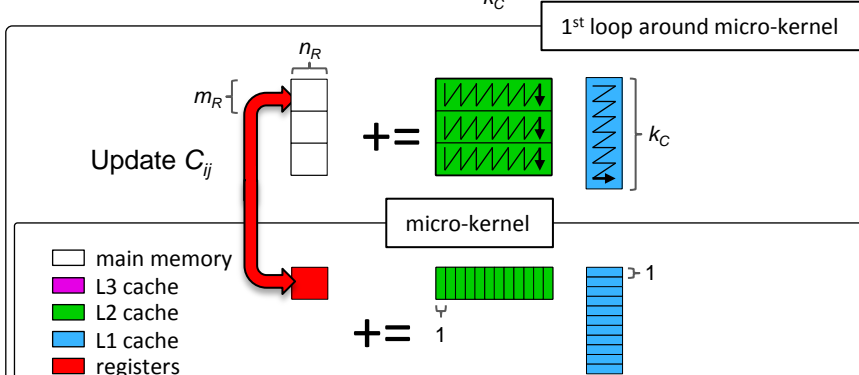 k_C
1st loop around micro-kernel
n_R
m_R
+=
k_C
Update C_ij
micro-kernel
main memory
L3 cache
L2 cache
L1 cache
registers
+=
1
1